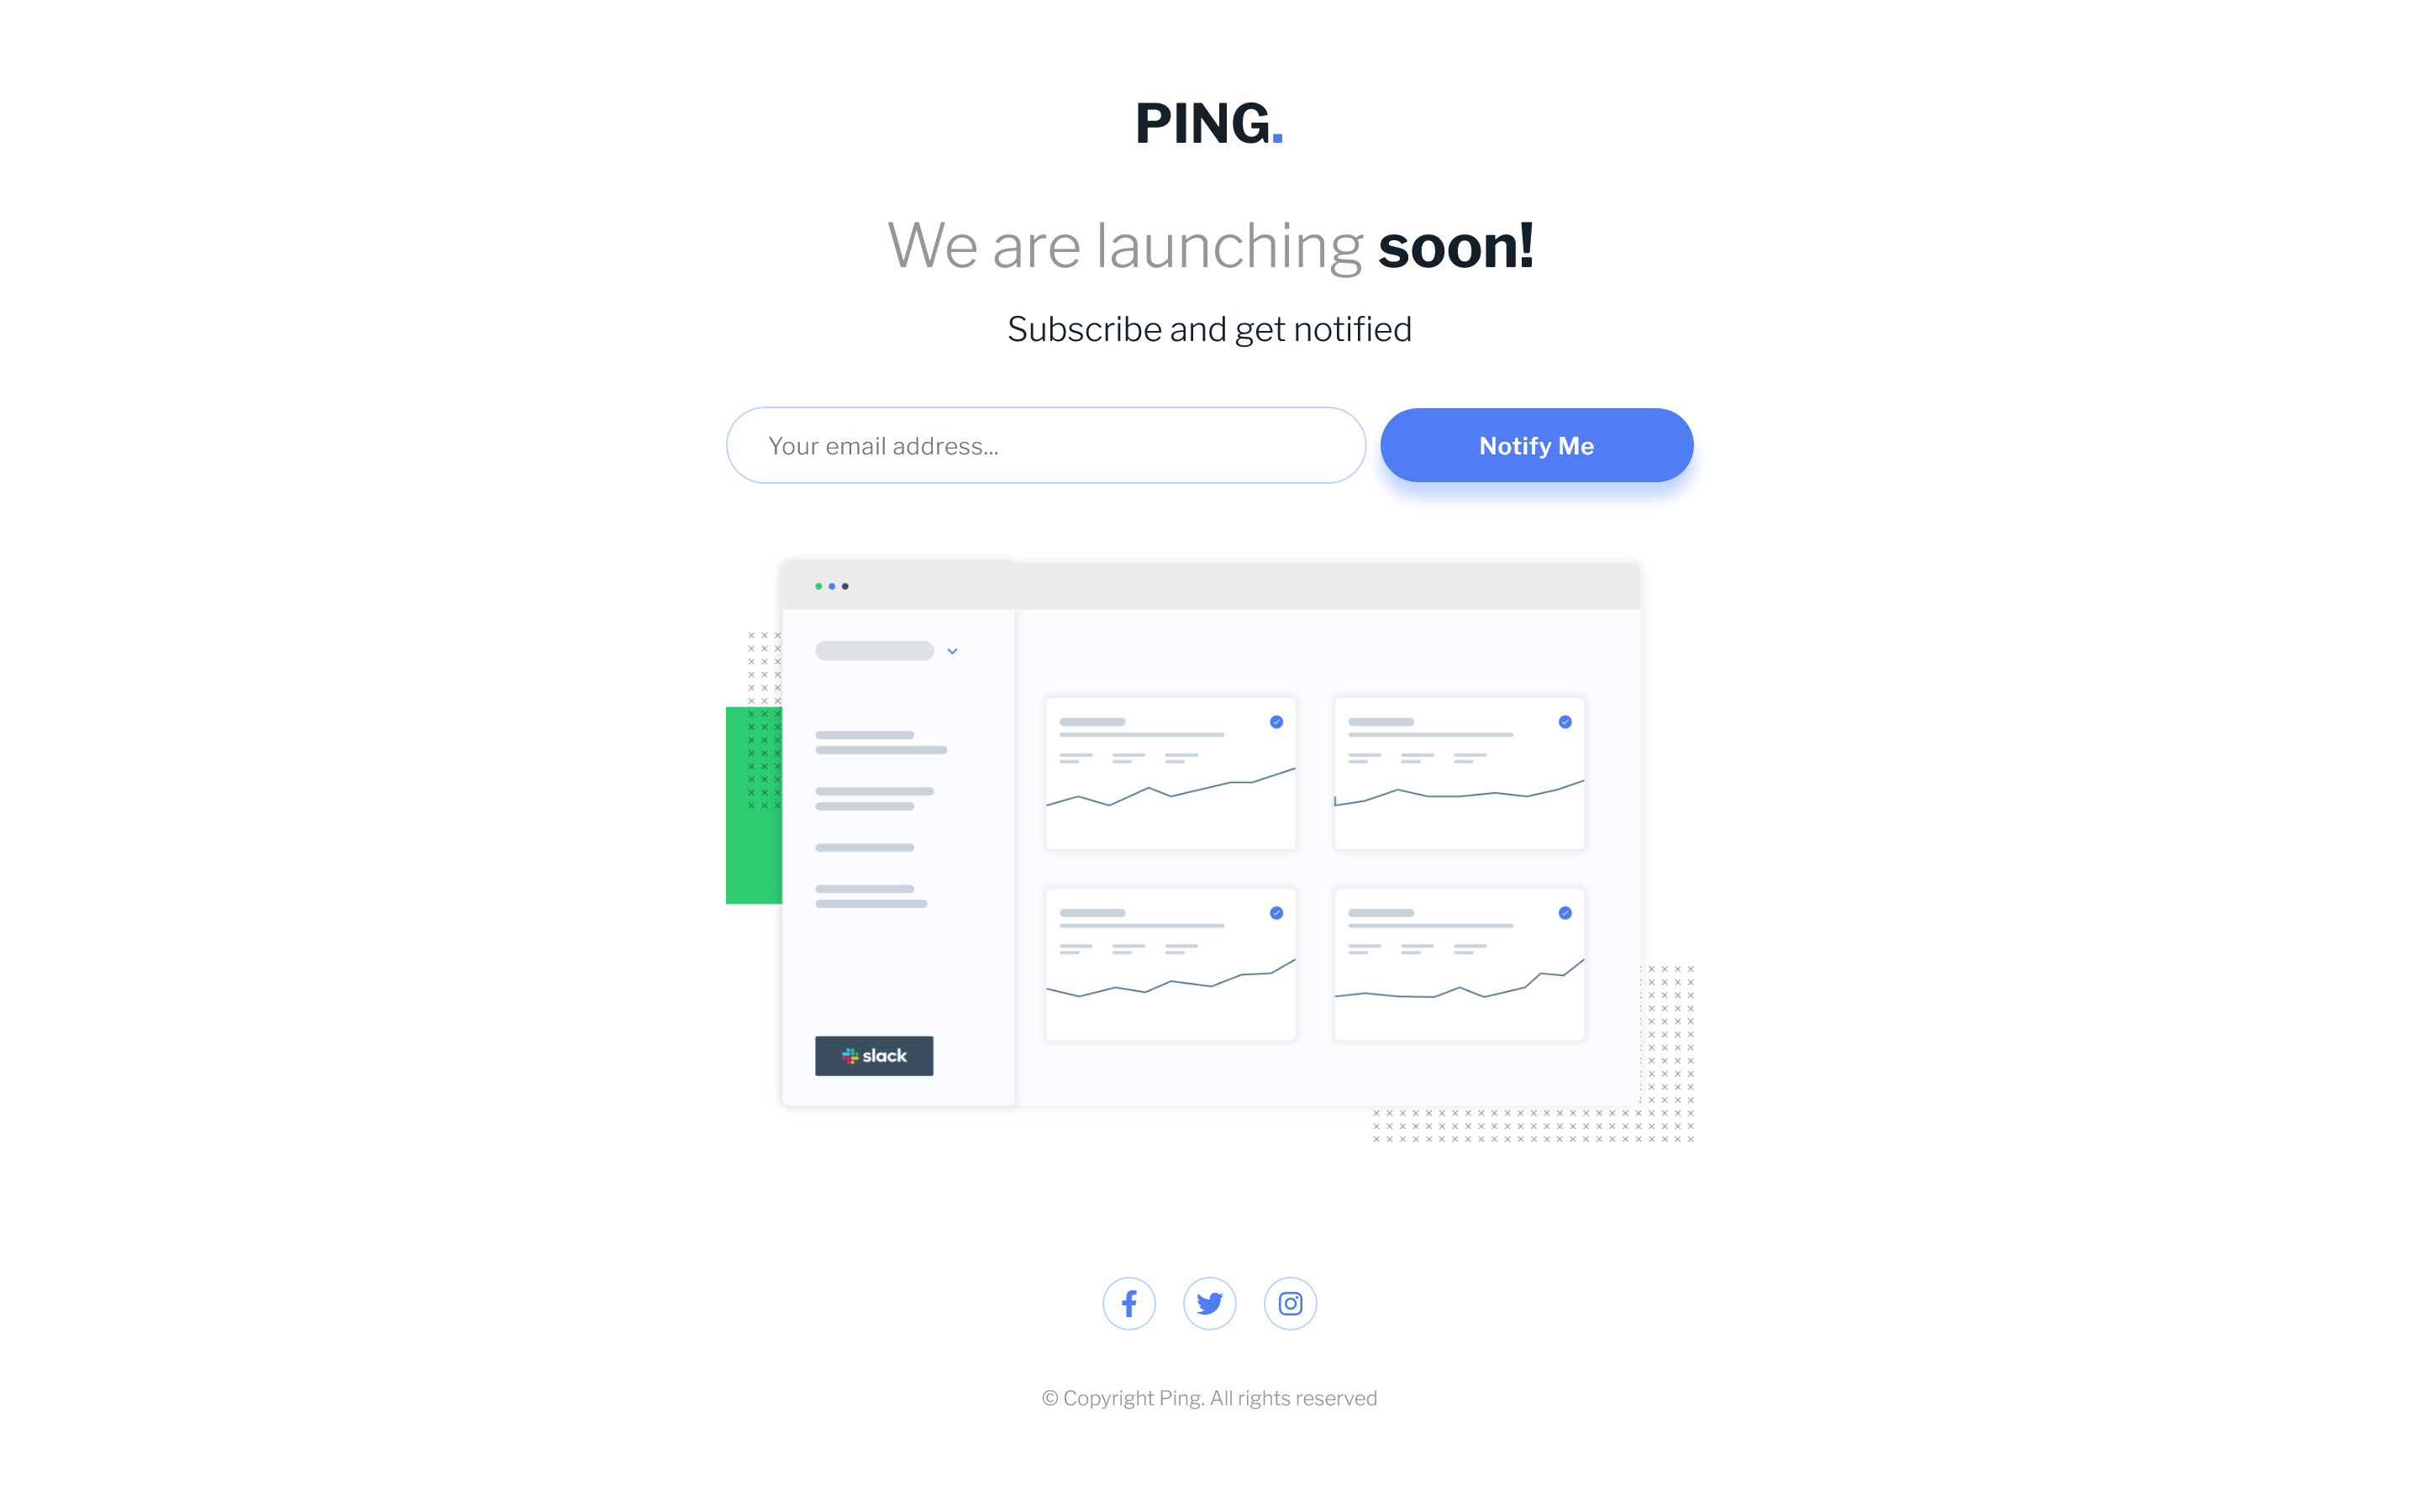 PING.
We are launching soon!
Subscribe and get notified
Your email address...
Notify Me
slack
© Copyright Ping. All rights reserved